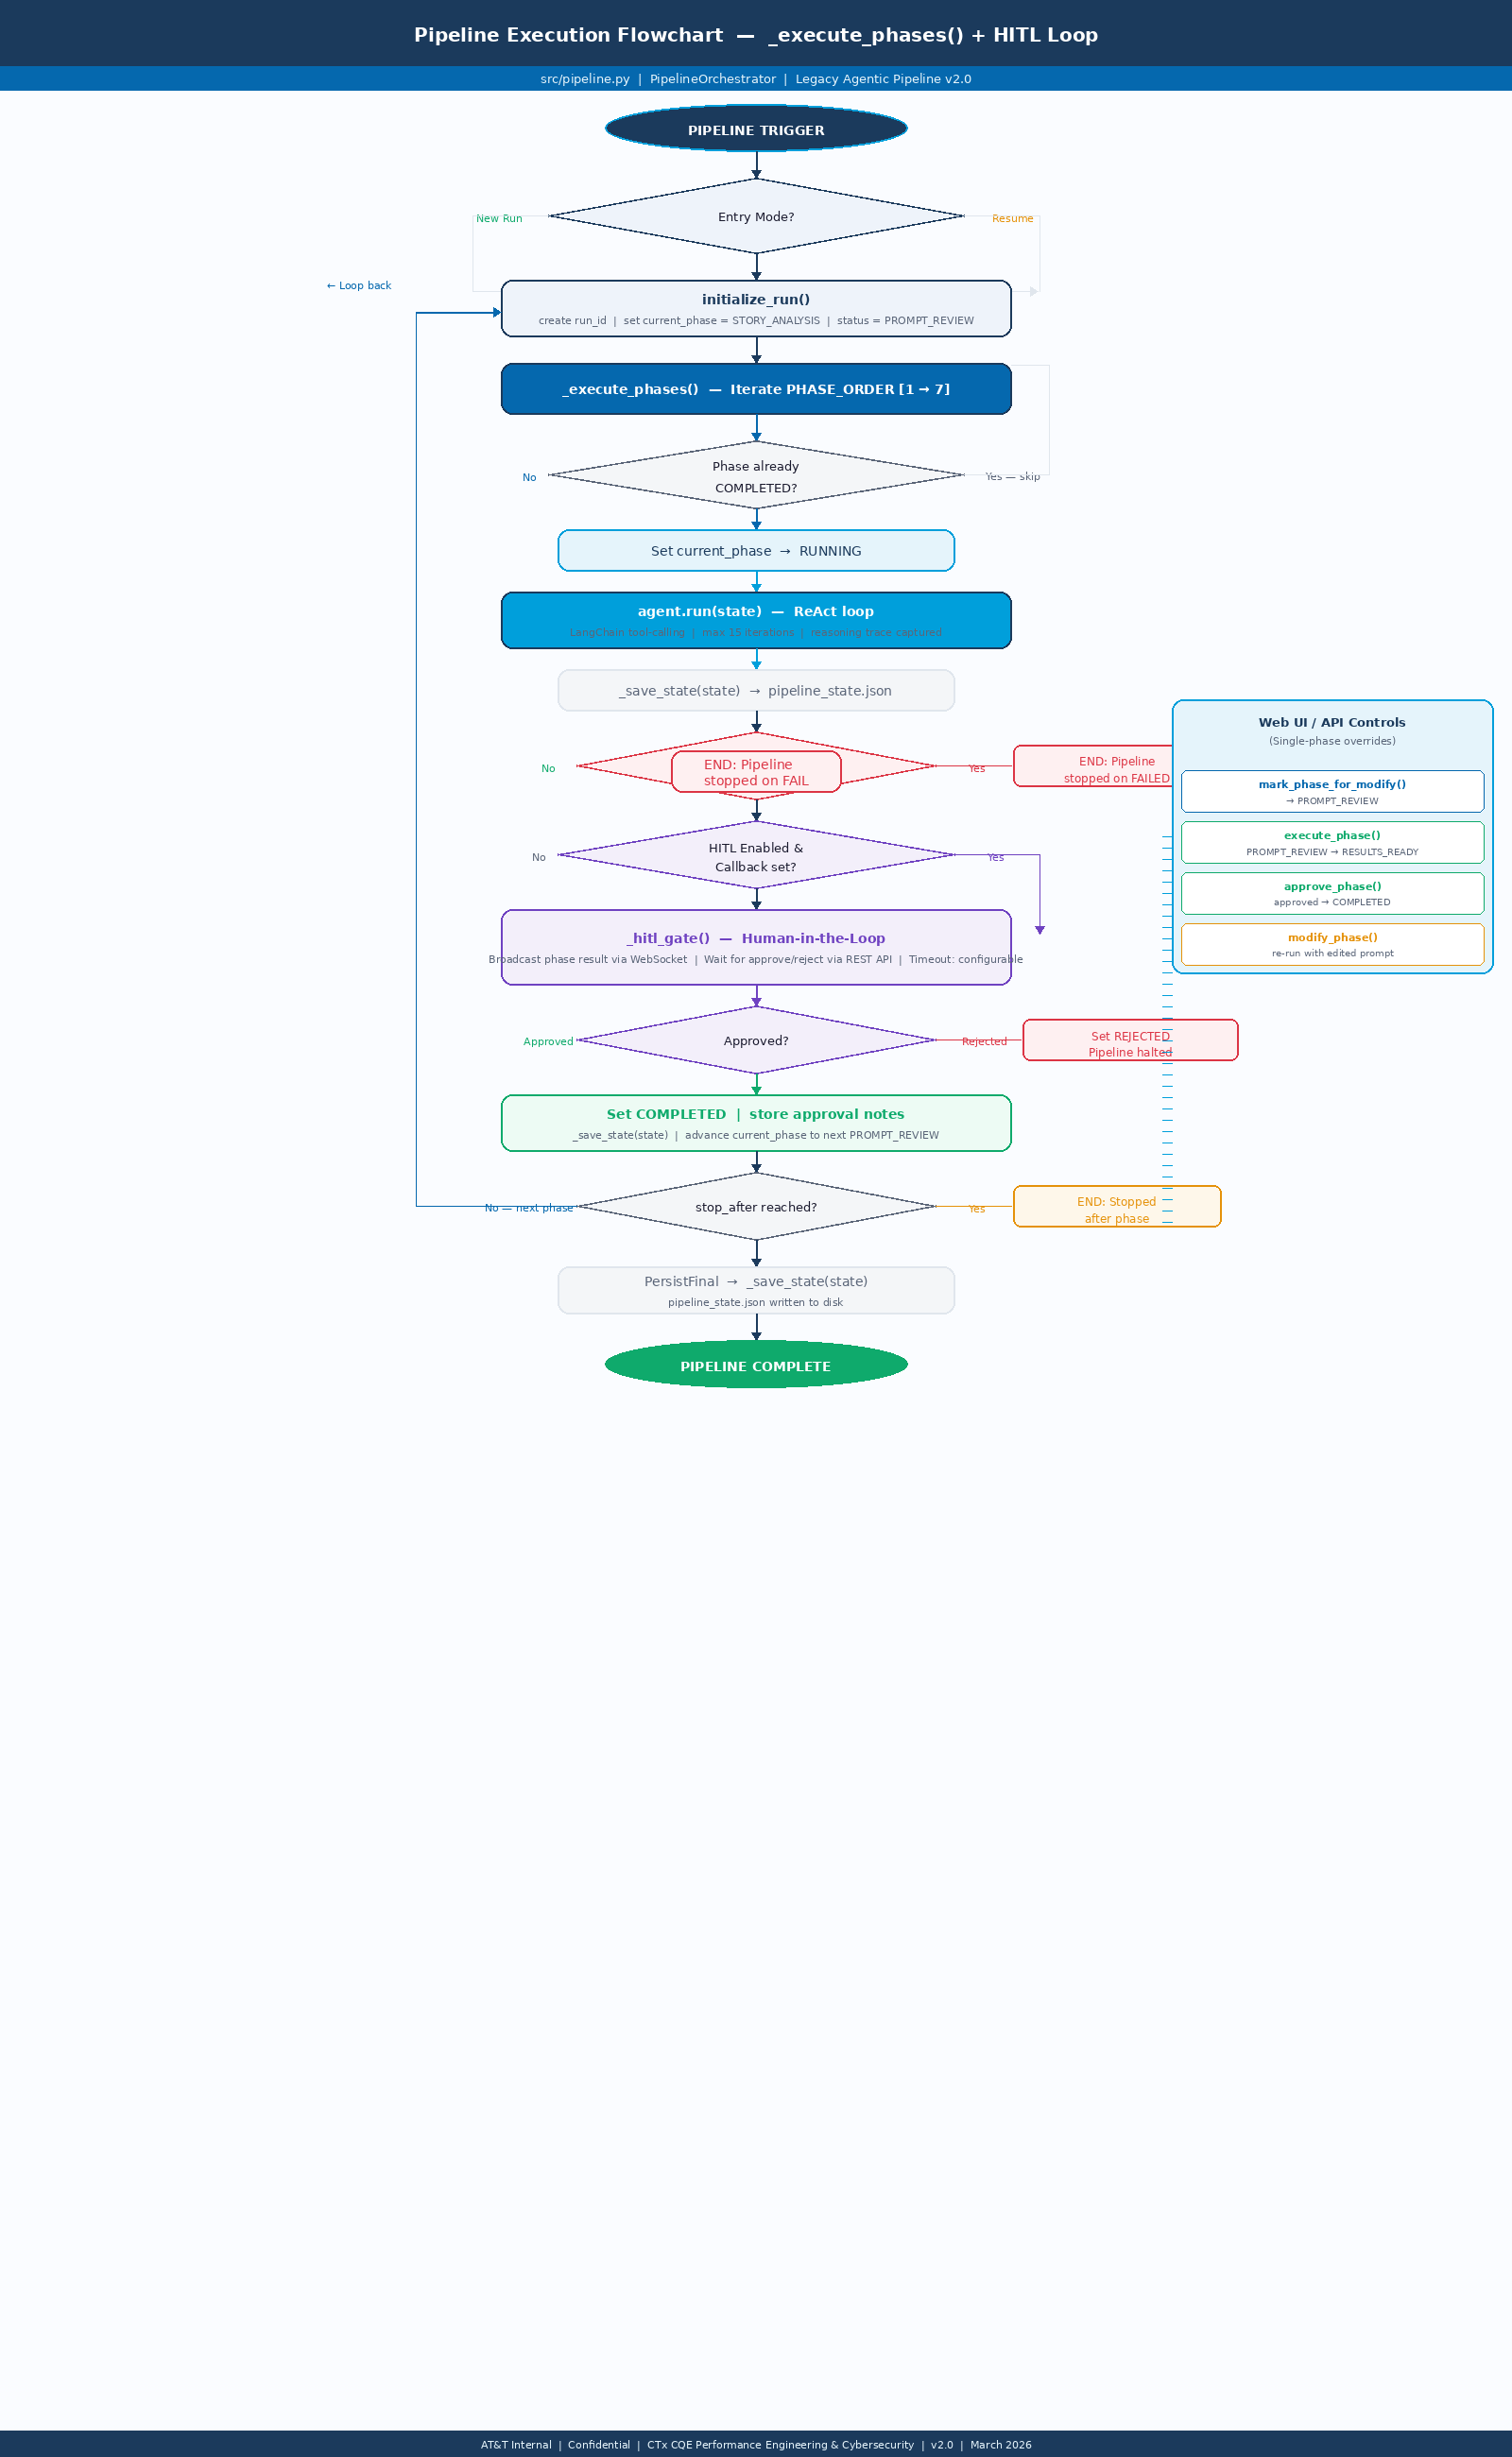 Pipeline Execution Flowchart — _execute_phases() + HITL Loop
src/pipeline.py | PipelineOrchestrator | Legacy Agentic Pipeline v2.0
PIPELINE TRIGGER
Entry Mode?
New Run
Resume
← Loop back
initialize_run()
create run_id | set current_phase = STORY_ANALYSIS | status = PROMPT_REVIEW
_execute_phases() — Iterate PHASE_ORDER [1 → 7]
Phase already
COMPLETED?
No
Yes — skip
Set current_phase → RUNNING
agent.run(state) — ReAct loop
LangChain tool-calling | max 15 iterations | reasoning trace captured
_save_state(state) → pipeline_state.json
No
END: Pipeline
stopped on FAIL
Yes
END: Pipeline
stopped on FAILED
HITL Enabled &
Callback set?
No
Yes
_hitl_gate() — Human-in-the-Loop
Broadcast phase result via WebSocket | Wait for approve/reject via REST API | Timeout: configurable
Approved
Approved?
Rejected
Set REJECTED
Pipeline halted
Set COMPLETED | store approval notes
_save_state(state) | advance current_phase to next PROMPT_REVIEW
No — next phase
stop_after reached?
Yes
END: Stopped
after phase
PersistFinal → _save_state(state)
pipeline_state.json written to disk
PIPELINE COMPLETE
Web UI / API Controls
(Single-phase overrides)
mark_phase_for_modify()
→ PROMPT_REVIEW
execute_phase()
PROMPT_REVIEW → RESULTS_READY
approve_phase()
approved → COMPLETED
modify_phase()
re-run with edited prompt
AT&T Internal | Confidential | CTx CQE Performance Engineering & Cybersecurity | v2.0 | March 2026